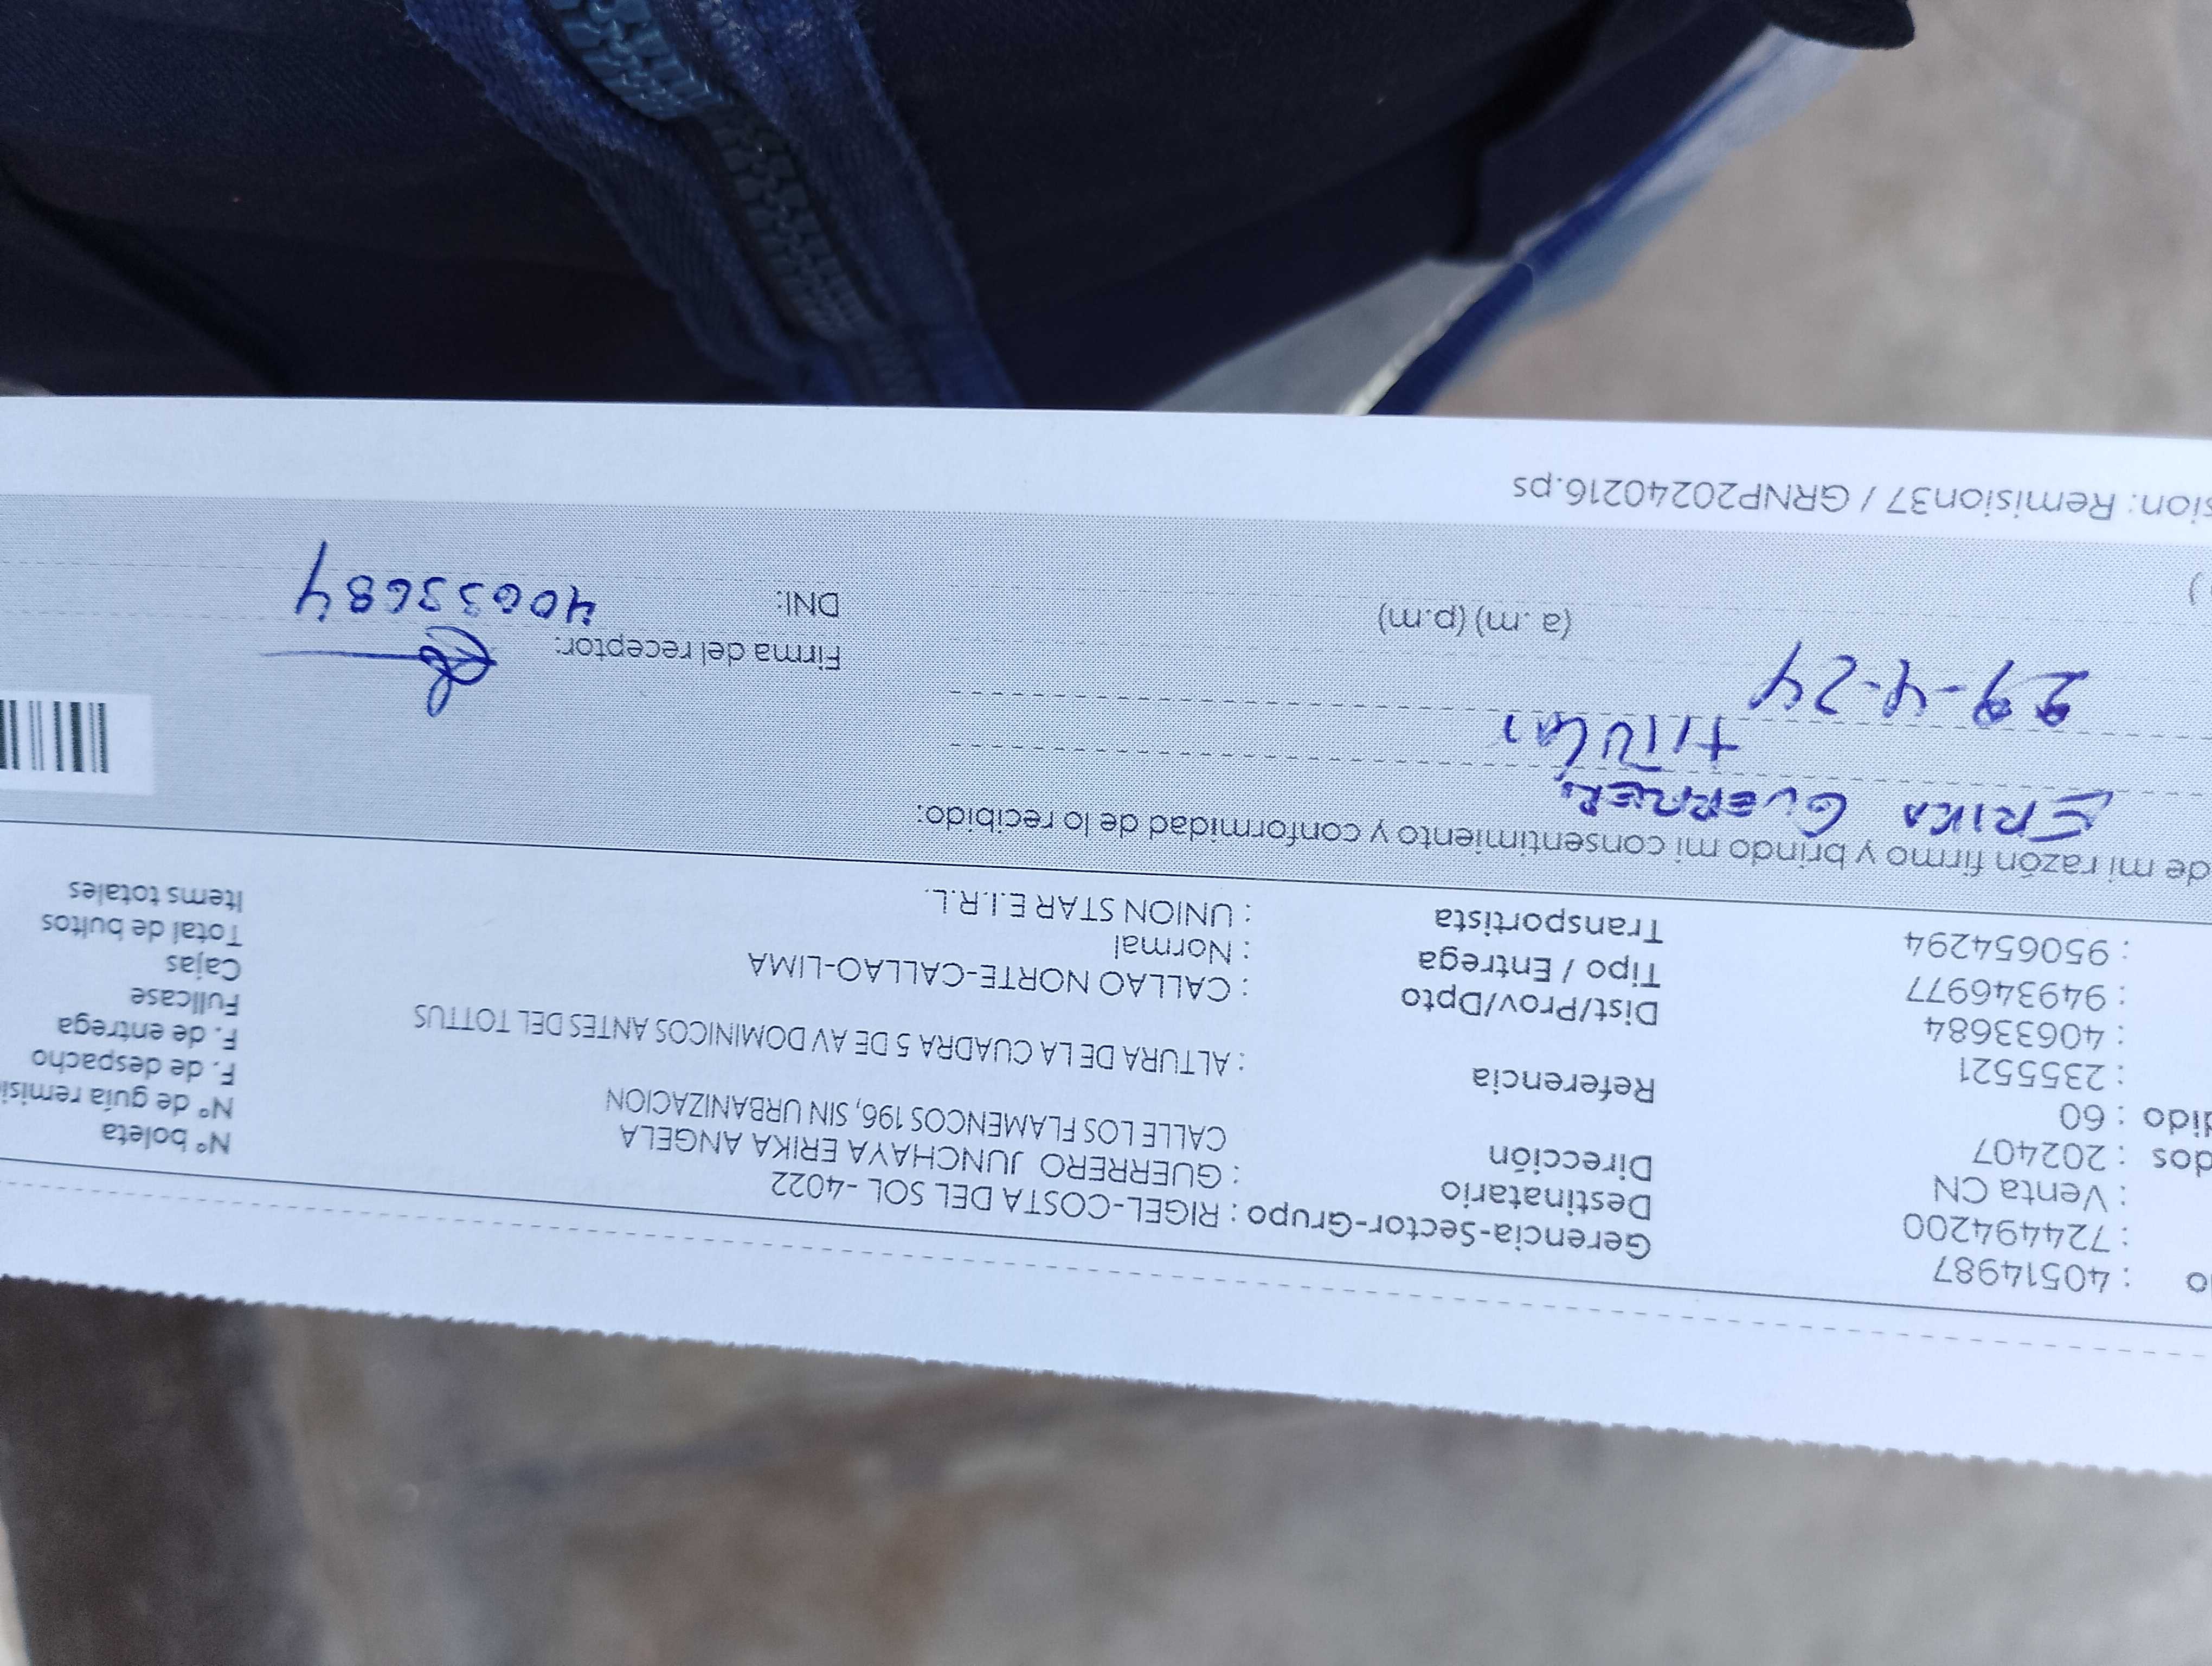 o : 40514987 Gerencia-Sector-Grupo : RIGEL-COSTA DEL SOL -4022 Nº boleta
: 724494200 Destinatario : GUERRERO JUNCHAYA ERIKA ANGELA Nº de guía remisi
: Venta CN Dirección CALLE LOS FLAMENCOS 196, SIN URBANIZACION F. de despacho
dos : 202407 Referencia : ALTURA DE LA CUADRA 5 DE AV DOMINICOS ANTES DEL TOTTUS F. de entrega
dido : 60 Dist/Prov/Dpto : CALLAO NORTE-CALLAO-LIMA Fullcase
: 2355521 Tipo / Entrega : Normal Cajas
: 40633684 Transportista : UNION STAR E.I.R.L. Total de bultos
: 949346977 Items totales
: 950654294
de mi razón firmo y brindo mi consentimiento y conformidad de lo recibido:
ERIKA GUERRERO
titular
29-4-24 Firma del receptor:
) (a .m) (p.m) DNI: 40633684
sion: Remision37 / GRNP20240216.ps